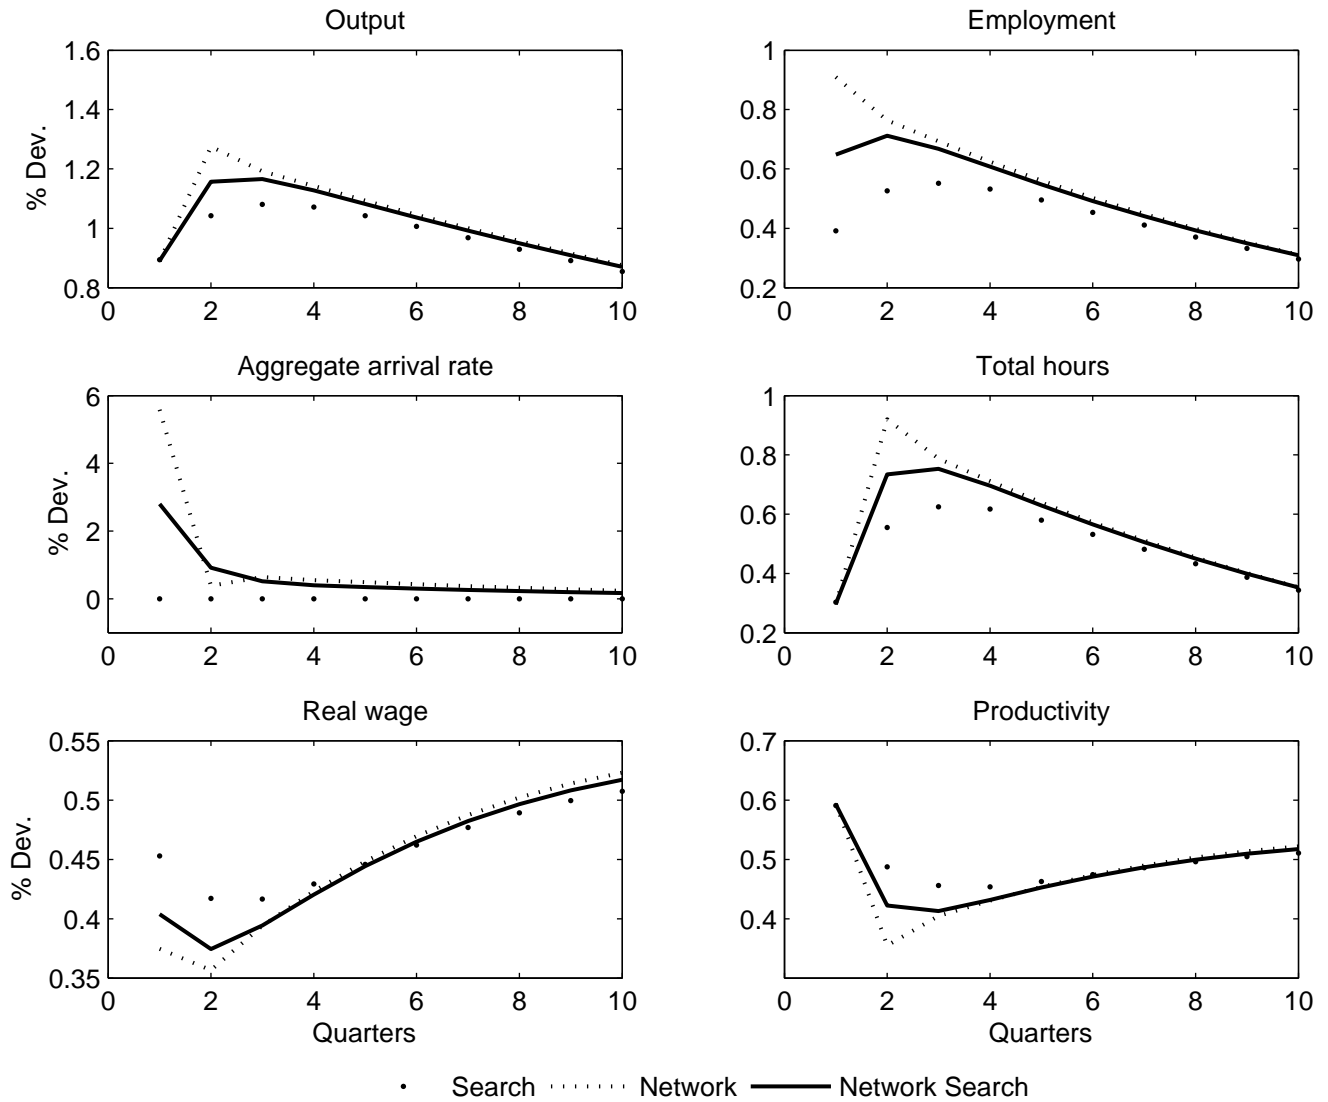 Output
Employment
% Dev.
1.6
1.4
1.2
1
0.8
0 2 4 6 8 10
1
0.8
0.6
0.4
0.2
0 2 4 6 8 10
Aggregate arrival rate
Total hours
% Dev.
6
4
2
0
0 2 4 6 8 10
1
0.8
0.6
0.4
0.2
0 2 4 6 8 10
Real wage
Productivity
% Dev.
0.55
0.5
0.45
0.4
0.35
0 2 4 6 8 10
Quarters
0.7
0.6
0.5
0.4
0 2 4 6 8 10
Quarters
Search Network Network Search